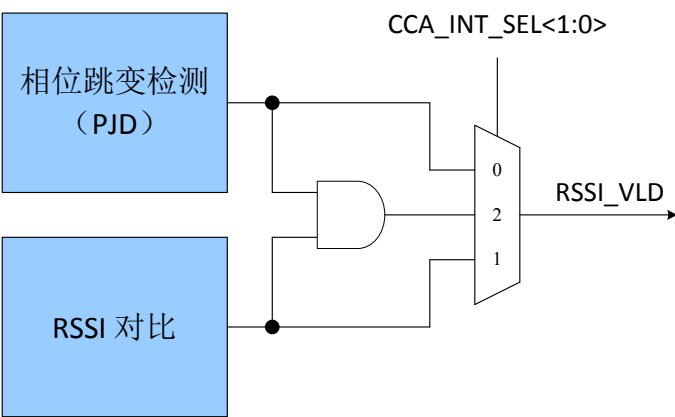 CCA_INT_SEL<1:0>
相位跳变检测
（PJD）
0
RSSI_VLD
2
1
RSSI 对比